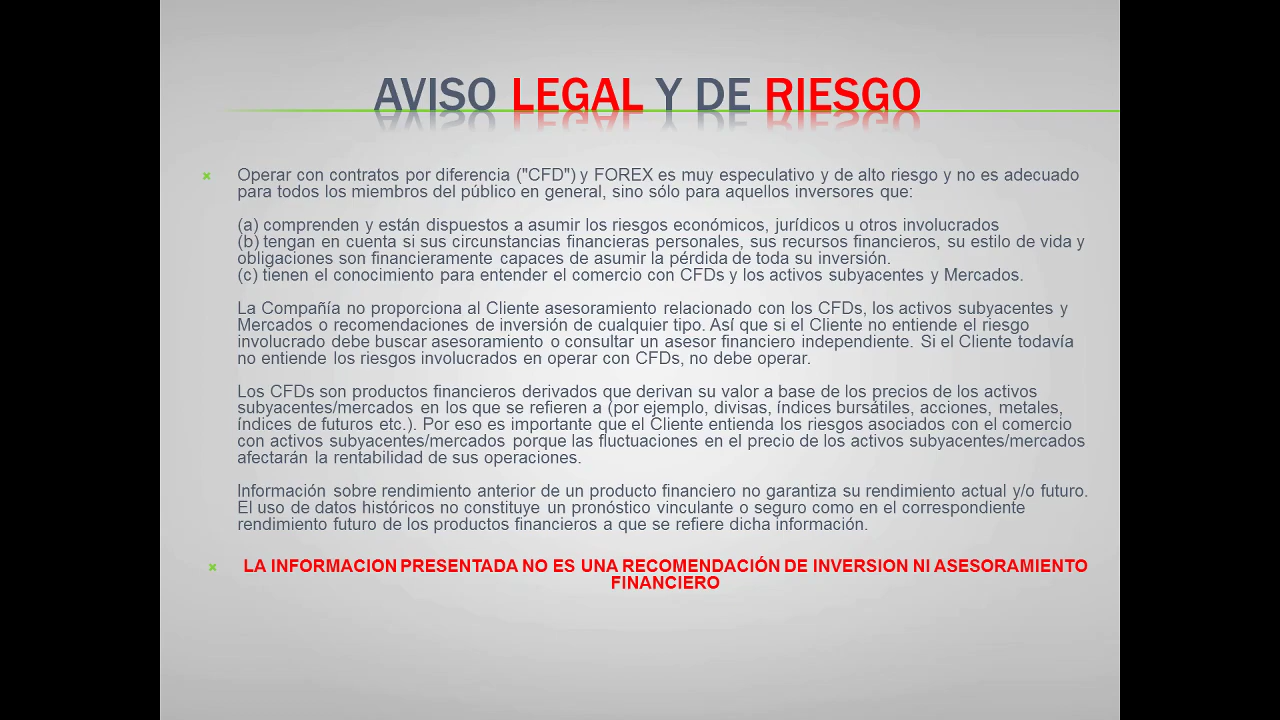 AVISO LEGAL Y DE RIESGO
Operar con contratos por diferencia ("CFD") y FOREX es muy especulativo y de alto riesgo y no es adecuado
para todos los miembros del público en general, sino sólo para aquellos inversores que:
(a) comprenden y están dispuestos a asumir los riesgos económicos, jurídicos u otros involucrados
(b) tengan en cuenta si sus circunstancias financieras personales, sus recursos financieros, su estilo de vida y
obligaciones son financieramente capaces de asumir la pérdida de toda su inversión.
(c) tienen el conocimiento para entender el comercio con CFDs y los activos subyacentes y Mercados.
La Compañía no proporciona al Cliente asesoramiento relacionado con los CFDs, los activos subyacentes y
Mercados o recomendaciones de inversión de cualquier tipo. Así que si el Cliente no entiende el riesgo
involucrado debe buscar asesoramiento o consultar un asesor financiero independiente. Si el Cliente todavía
no entiende los riesgos involucrados en operar con CFDs, no debe operar.
Los CFDs son productos financieros derivados que derivan su valor a base de los precios de los activos
subyacentes/mercados en los que se refieren a (por ejemplo, divisas, índices bursátiles, acciones, metales,
índices de futuros etc.). Por eso es importante que el Cliente entienda los riesgos asociados con el comercio
con activos subyacentes/mercados porque las fluctuaciones en el precio de los activos subyacentes/mercados
afectarán la rentabilidad de sus operaciones.
Información sobre rendimiento anterior de un producto financiero no garantiza su rendimiento actual y/o futuro.
El uso de datos históricos no constituye un pronóstico vinculante o seguro como en el correspondiente
rendimiento futuro de los productos financieros a que se refiere dicha información.
LA INFORMACION PRESENTADA NO ES UNA RECOMENDACIÓN DE INVERSION NI ASESORAMIENTO
FINANCIERO